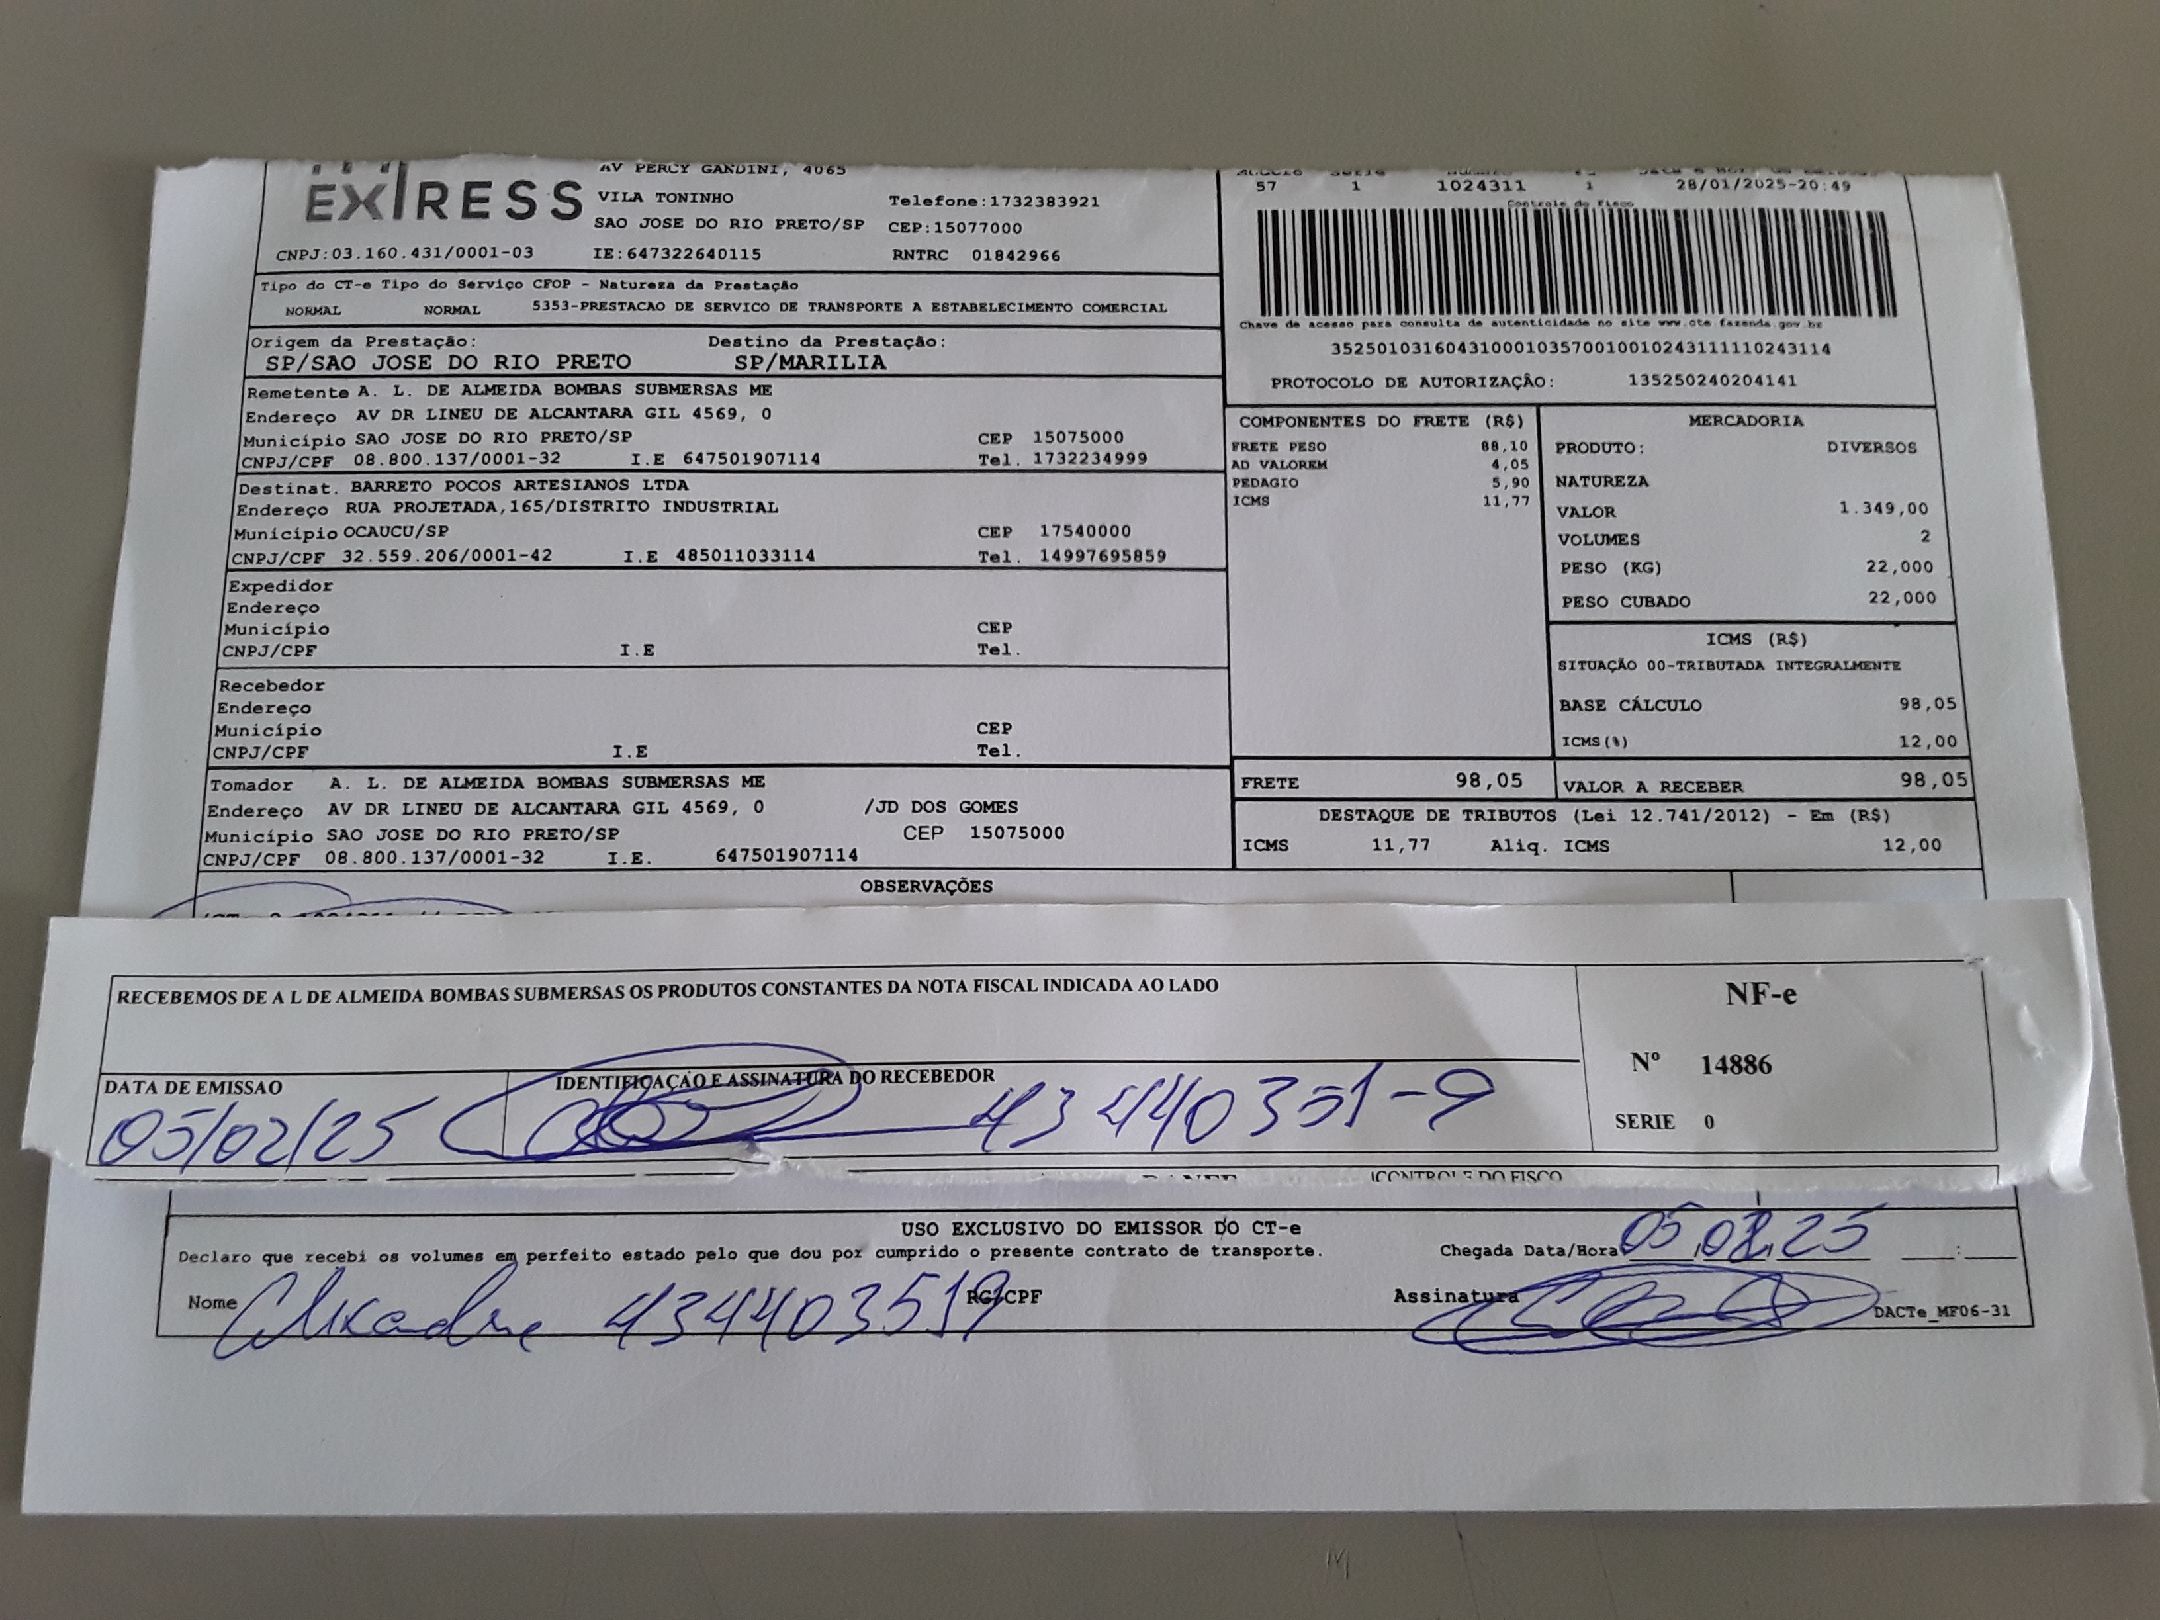 EXPRESS
AV PERCY GANDINI, 4065
VILA TONINHO
Telefone:1732383921
SAO JOSE DO RIO PRETO/SP
CEP:15077000
CNPJ:03.160.431/0001-03
IE:647322640115
RNTRC 01842966
57 1 1024311 1 28/01/2025-20:49
Controle do Fisco
Tipo do CT-e Tipo do Serviço CFOP - Natureza da Prestação
NORMAL NORMAL 5353-PRESTACAO DE SERVICO DE TRANSPORTE A ESTABELECIMENTO COMERCIAL
Chave de acesso para consulta de autenticidade no site www.cte.fazenda.gov.br
35250103160431000103570010010243111110243114
PROTOCOLO DE AUTORIZAÇÃO: 135250240204141
Origem da Prestação: Destino da Prestação:
SP/SAO JOSE DO RIO PRETO SP/MARILIA
Remetente A. L. DE ALMEIDA BOMBAS SUBMERSAS ME
Endereço AV DR LINEU DE ALCANTARA GIL 4569, 0
Município SAO JOSE DO RIO PRETO/SP CEP 15075000
CNPJ/CPF 08.800.137/0001-32 I.E 647501907114 Tel. 1732234999
Destinat. BARRETO POCOS ARTESIANOS LTDA
Endereço RUA PROJETADA,165/DISTRITO INDUSTRIAL
Município OCAUCU/SP CEP 17540000
CNPJ/CPF 32.559.206/0001-42 I.E 485011033114 Tel. 14997695859
Expedidor
Endereço
Município CEP
CNPJ/CPF I.E Tel.
Recebedor
Endereço
Município CEP
CNPJ/CPF I.E Tel.
Tomador A. L. DE ALMEIDA BOMBAS SUBMERSAS ME
Endereço AV DR LINEU DE ALCANTARA GIL 4569, 0 /JD DOS GOMES
Município SAO JOSE DO RIO PRETO/SP CEP 15075000
CNPJ/CPF 08.800.137/0001-32 I.E. 647501907114
COMPONENTES DO FRETE (R$)
FRETE PESO 88,10
AD VALOREM 4,05
PEDAGIO 5,90
ICMS 11,77
MERCADORIA
PRODUTO: DIVERSOS
NATUREZA
VALOR 1.349,00
VOLUMES 2
PESO (KG) 22,000
PESO CUBADO 22,000
ICMS (R$)
SITUAÇÃO 00-TRIBUTADA INTEGRALMENTE
BASE CÁLCULO 98,05
ICMS(%) 12,00
FRETE 98,05 VALOR A RECEBER 98,05
DESTAQUE DE TRIBUTOS (Lei 12.741/2012) - Em (R$)
ICMS 11,77 Aliq. ICMS 12,00
OBSERVAÇÕES
RECEBEMOS DE A L DE ALMEIDA BOMBAS SUBMERSAS OS PRODUTOS CONSTANTES DA NOTA FISCAL INDICADA AO LADO
NF-e
Nº 14886
SERIE 0
DATA DE EMISSAO
IDENTIFICAÇÃO E ASSINATURA DO RECEBEDOR
05/02/25 43440351-9
DANFE CONTROLE DO FISCO
USO EXCLUSIVO DO EMISSOR DO CT-e
Declaro que recebi os volumes em perfeito estado pelo que dou por cumprido o presente contrato de transporte.
Chegada Data/Hora 05/02/25
Nome Alexandre 434403519 RG/CPF
Assinatura
DACTe_MF06-31